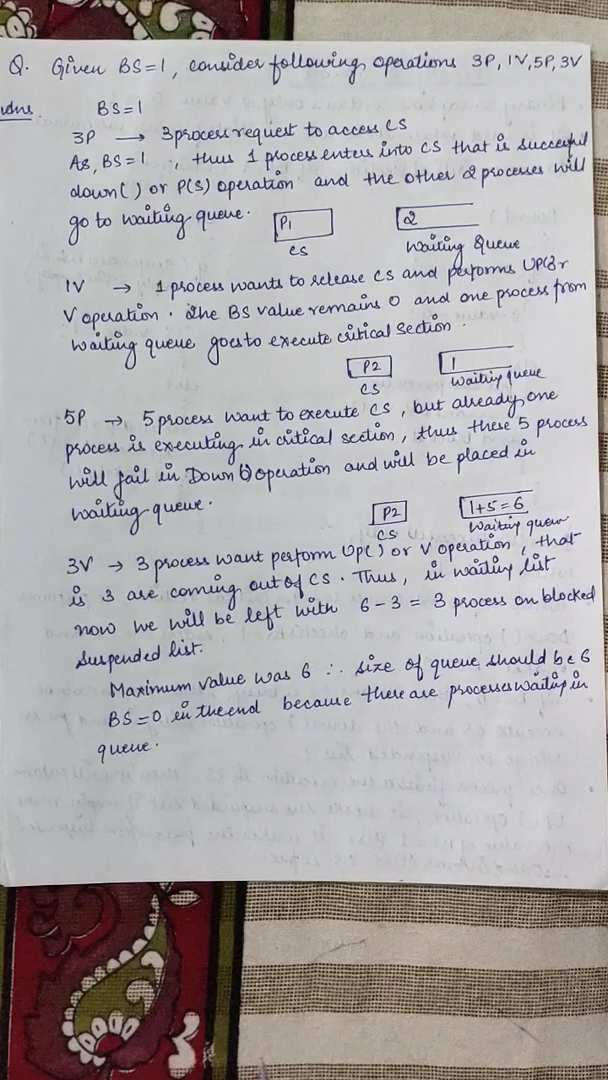 Q. Given BS=1, consider following operations 3P, 1V, 5P, 3V
Ans. BS=1
3P → 3 process request to access CS
As, BS=1, thus 1 process enters into CS that is successful
down() or P(S) operation and the other 2 processes will
go to waiting queue.
P1 2
CS Waiting Queue
1V → 1 process wants to release CS and performs UP() or
V operation. The BS value remains 0 and one process from
waiting queue goes to execute critical section.
P2 1
CS Waiting queue
5P → 5 process want to execute CS, but already one
process is executing in critical section, thus these 5 process
will fail in Down() operation and will be placed in
waiting queue.
P2 1+5=6
CS Waiting queue
3V → 3 process want perform Up() or V operation, that
is 3 are coming out of CS. Thus, in waiting list
now we will be left with 6-3 = 3 process on blocked
suspended list.
Maximum value was 6 ∴ size of queue should be 6
BS=0 in the end because there are processes waiting in
queue.